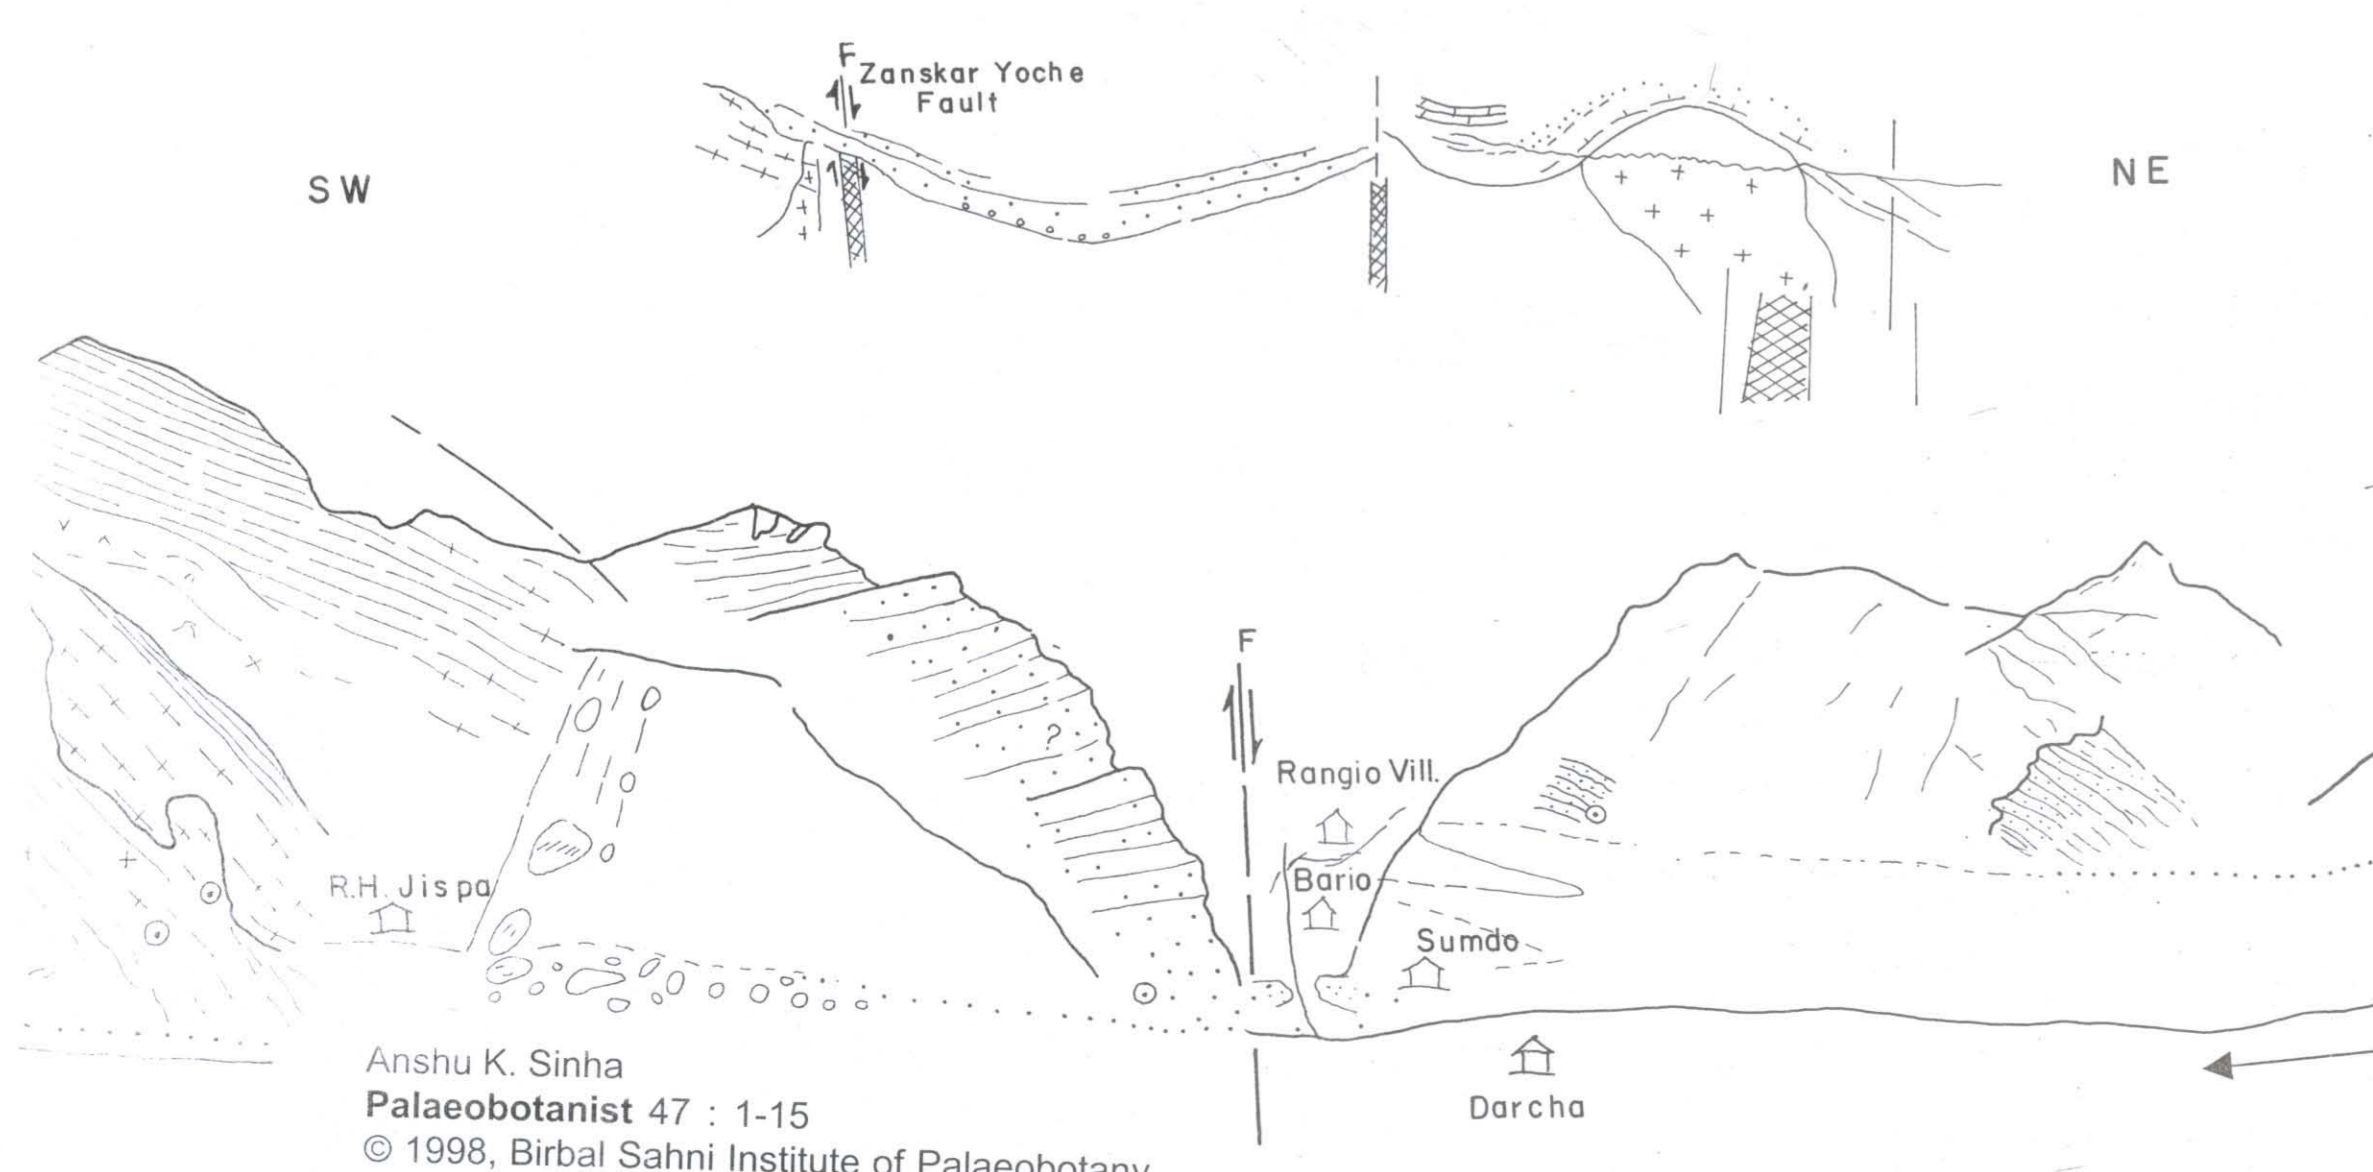 F
Zanskar Yoche
Fault
SW
NE
F
?
Rangio Vill.
Bario
R.H. Jispa
Sumdo
Darcha
Anshu K. Sinha
Palaeobotanist 47 : 1-15
© 1998, Birbal Sahni Institute of Palaeobotany